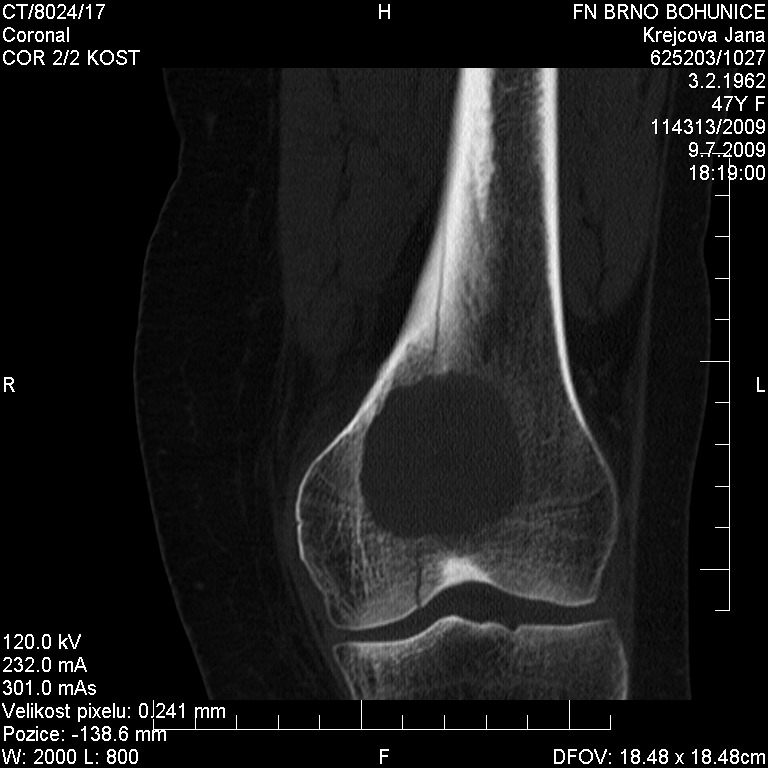 CT/8024/17
Coronal
COR 2/2 KOST
H
FN BRNO BOHUNICE
Krejcova Jana
625203/1027
3.2.1962
47Y F
114313/2009
9.7.2009
18:19:00
R
L
120.0 kV
232.0 mA
301.0 mAs
Velikost pixelu: 0.241 mm
Pozice: -138.6 mm
W: 2000 L: 800
F
DFOV: 18.48 x 18.48cm